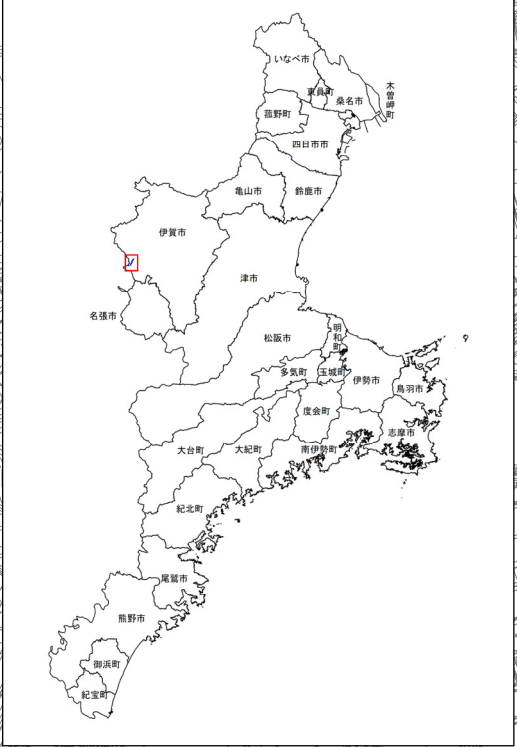 いなべ市
東員町
桑名市
木曽岬町
菰野町
四日市市
亀山市
鈴鹿市
伊賀市
津市
名張市
松阪市
明和町
多気町
玉城町
伊勢市
鳥羽市
度会町
志摩市
大台町
大紀町
南伊勢町
紀北町
尾鷲市
熊野市
御浜町
紀宝町